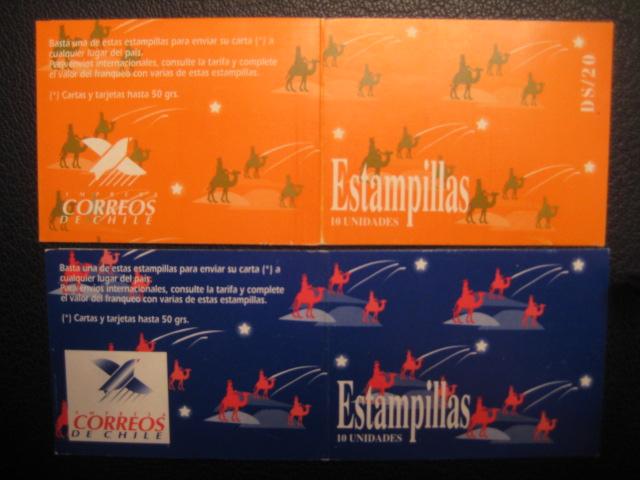 Basta una de estas estampillas para enviar su carta (*) a
cualquier lugar del país.
Para envios internacionales, consulte la tarifa y complete
el valor del franqueo con varias de estas estampillas.
(*) Cartas y tarjetas hasta 50 grs.
EMPRESA
CORREOS
DE CHILE
DS/20
Estampillas
10 UNIDADES
Basta una de estas estampillas para enviar su carta (*) a
cualquier lugar del país.
Para envios internacionales, consulte la tarifa y complete
el valor del franqueo con varias de estas estampillas.
(*) Cartas y tarjetas hasta 50 grs.
EMPRESA
CORREOS
DE CHILE
Estampillas
10 UNIDADES